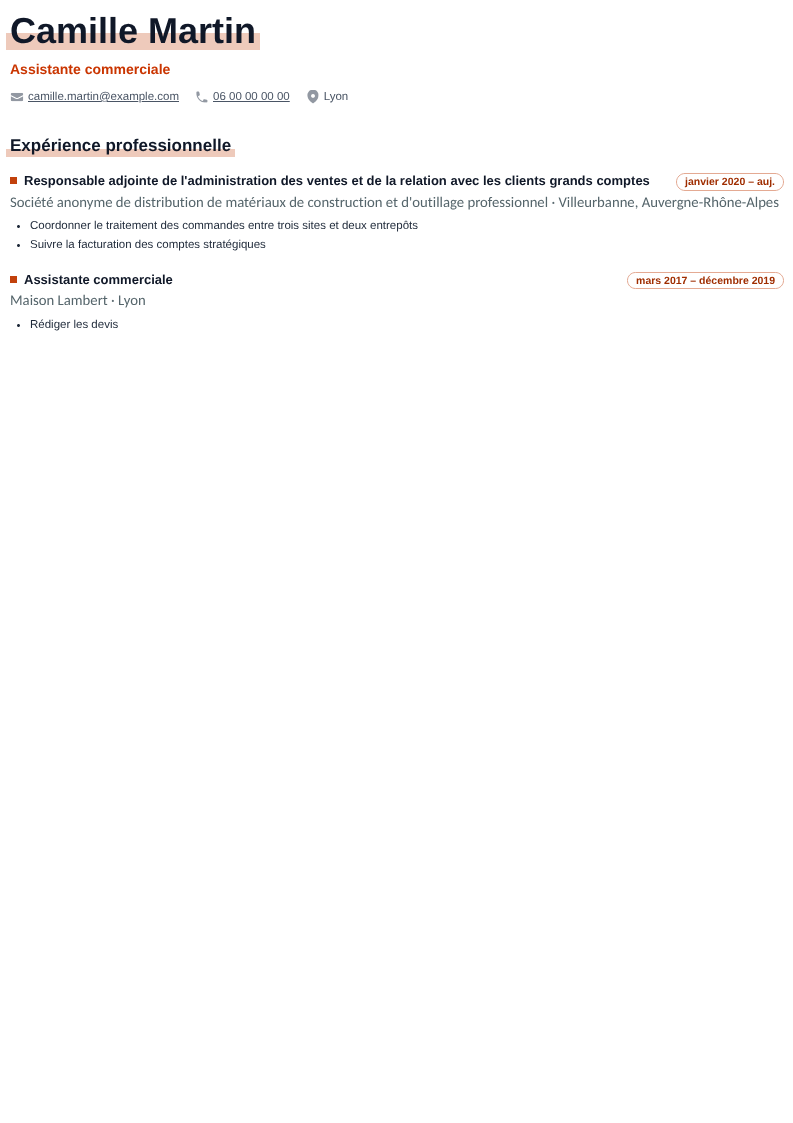 Camille Martin
Assistante commerciale
camille.martin@example.com 06 00 00 00 00 Lyon
Expérience professionnelle
Responsable adjointe de l'administration des ventes et de la relation avec les clients grands comptes janvier 2020 – auj.
Société anonyme de distribution de matériaux de construction et d'outillage professionnel · Villeurbanne, Auvergne-Rhône-Alpes
• Coordonner le traitement des commandes entre trois sites et deux entrepôts
• Suivre la facturation des comptes stratégiques
Assistante commerciale mars 2017 – décembre 2019
Maison Lambert · Lyon
• Rédiger les devis